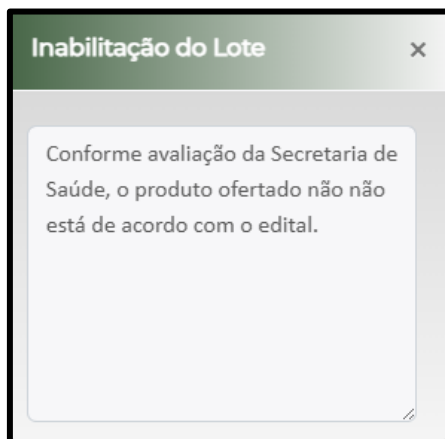 Inabilitação do Lote ×
Conforme avaliação da Secretaria de
Saúde, o produto ofertado não não
está de acordo com o edital.